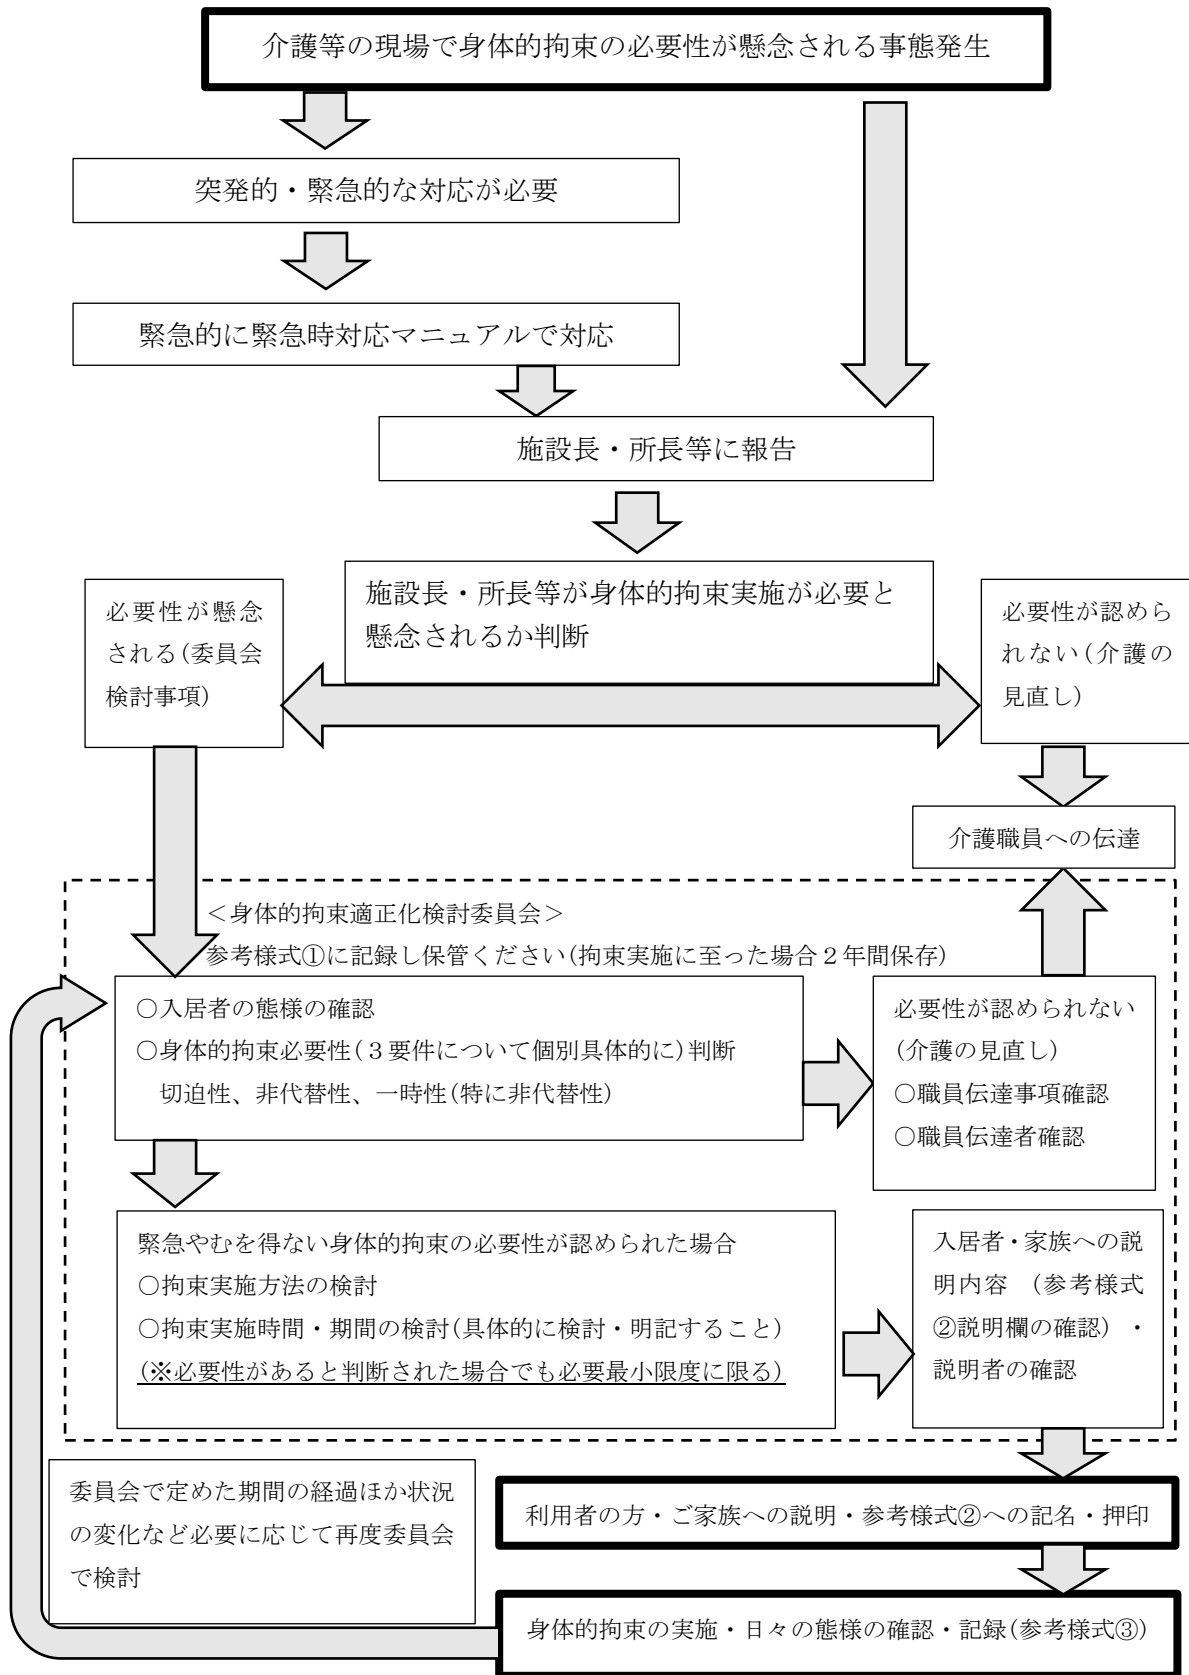 介護等の現場で身体的拘束の必要性が懸念される事態発生
突発的・緊急的な対応が必要
緊急的に緊急時対応マニュアルで対応
施設長・所長等に報告
施設長・所長等が身体的拘束実施が必要と
懸念されるか判断
必要性が懸念
される(委員会
検討事項)
必要性が認めら
れない(介護の
見直し)
介護職員への伝達
＜身体的拘束適正化検討委員会＞
参考様式①に記録し保管ください(拘束実施に至った場合２年間保存)
○入居者の態様の確認
○身体的拘束必要性(３要件について個別具体的に)判断
切迫性、非代替性、一時性(特に非代替性)
必要性が認められない
(介護の見直し)
○職員伝達事項確認
○職員伝達者確認
緊急やむを得ない身体的拘束の必要性が認められた場合
○拘束実施方法の検討
○拘束実施時間・期間の検討(具体的に検討・明記すること)
(※必要性があると判断された場合でも必要最小限度に限る)
入居者・家族への説
明内容 (参考様式
②説明欄の確認)・
説明者の確認
委員会で定めた期間の経過ほか状況
の変化など必要に応じて再度委員会
で検討
利用者の方・ご家族への説明・参考様式②への記名・押印
身体的拘束の実施・日々の態様の確認・記録(参考様式③)